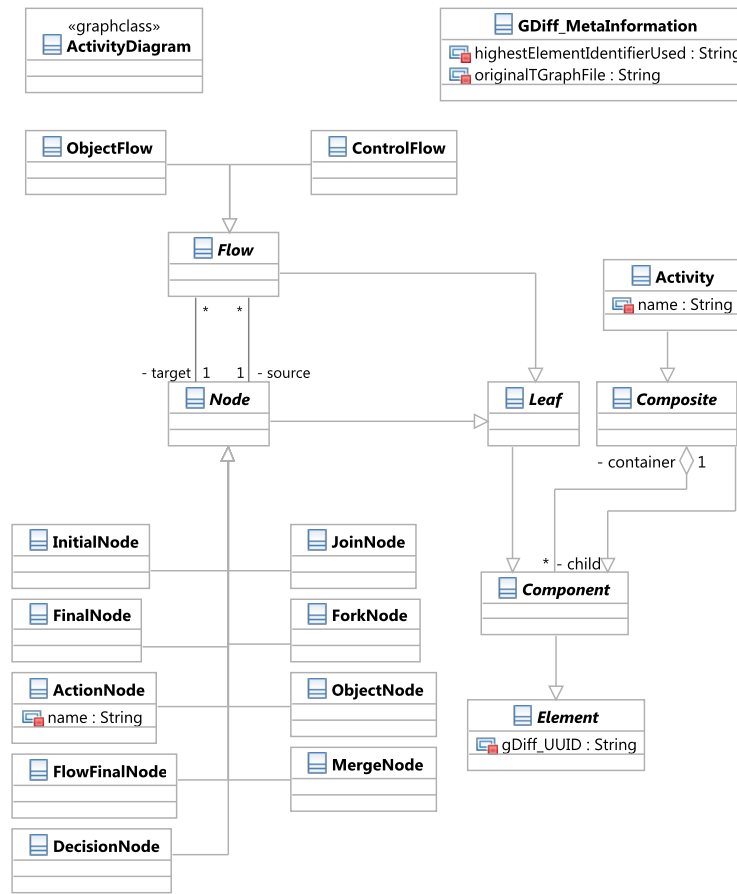 «graphclass»
ActivityDiagram
GDiff_MetaInformation
highestElementIdentifierUsed : String
originalTGraphFile : String
ObjectFlow
ControlFlow
Flow
Activity
name : String
* *
- target 1 1 - source
Node
Leaf
Composite
- container 1
InitialNode
JoinNode
* - child
Component
FinalNode
ForkNode
ActionNode
name : String
ObjectNode
Element
gDiff_UUID : String
FlowFinalNode
MergeNode
DecisionNode